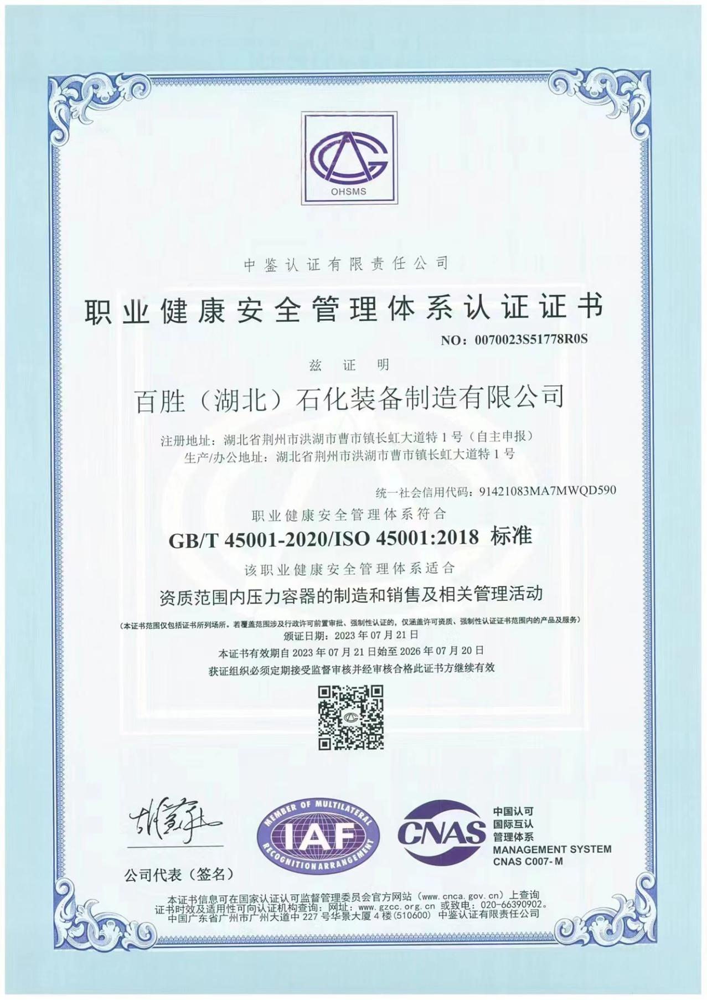 OHSMS
中鉴认证有限责任公司
职业健康安全管理体系认证证书
NO：0070023S51778R0S
兹 证 明
百胜（湖北）石化装备制造有限公司
注册地址：湖北省荆州市洪湖市曹市镇长虹大道特 1 号（自主申报）
生产/办公地址：湖北省荆州市洪湖市曹市镇长虹大道特 1 号
统一社会信用代码：91421083MA7MWQD590
职业健康安全管理体系符合
GB/T 45001-2020/ISO 45001:2018 标准
该职业健康安全管理体系适合
资质范围内压力容器的制造和销售及相关管理活动
（本证书范围仅包括证书所列场所。若覆盖范围涉及行政许可前置审批、强制性认证的，仅涵盖许可资质、强制性认证证书范围内的产品及服务）
颁证日期：2023 年 07 月 21 日
本证书有效期自 2023 年 07 月 21 日始至 2026 年 07 月 20 日
获证组织必须定期接受监督审核并经审核合格此证书方继续有效
公司代表（签名）
MEMBER OF MULTILATERAL
IAF
RECOGNITION ARRANGEMENT
CNAS
中国认可
国际互认
管理体系
MANAGEMENT SYSTEM
CNAS C007-M
本证书信息可在国家认证认可监督管理委员会官方网站（www.cnca.gov.cn）上查询
证书时效及适用性可向认证机构查询：网址：www.gzcc.org.cn 或致电：020-66390902。
中国广东省广州市广州大道中 227 号华景大厦 4 楼(510600) 中鉴认证有限责任公司